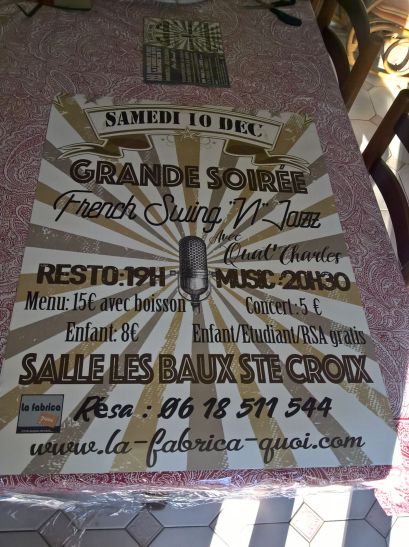 SAMEDI 10 DEC
GRANDE SOIRÉE
French Swing "N" Jazz
Avec
Quat'Charles
RESTO:19H MUSIC-20H30
Menu: 15€ avec boisson Concert: 5 €
Enfant: 8€ Enfant/Etudiant/RSA gratis
SALLE LES BAUX STE CROIX
la fabrica
Résa : 06 18 511 544
www.la-fabrica-quoi.com